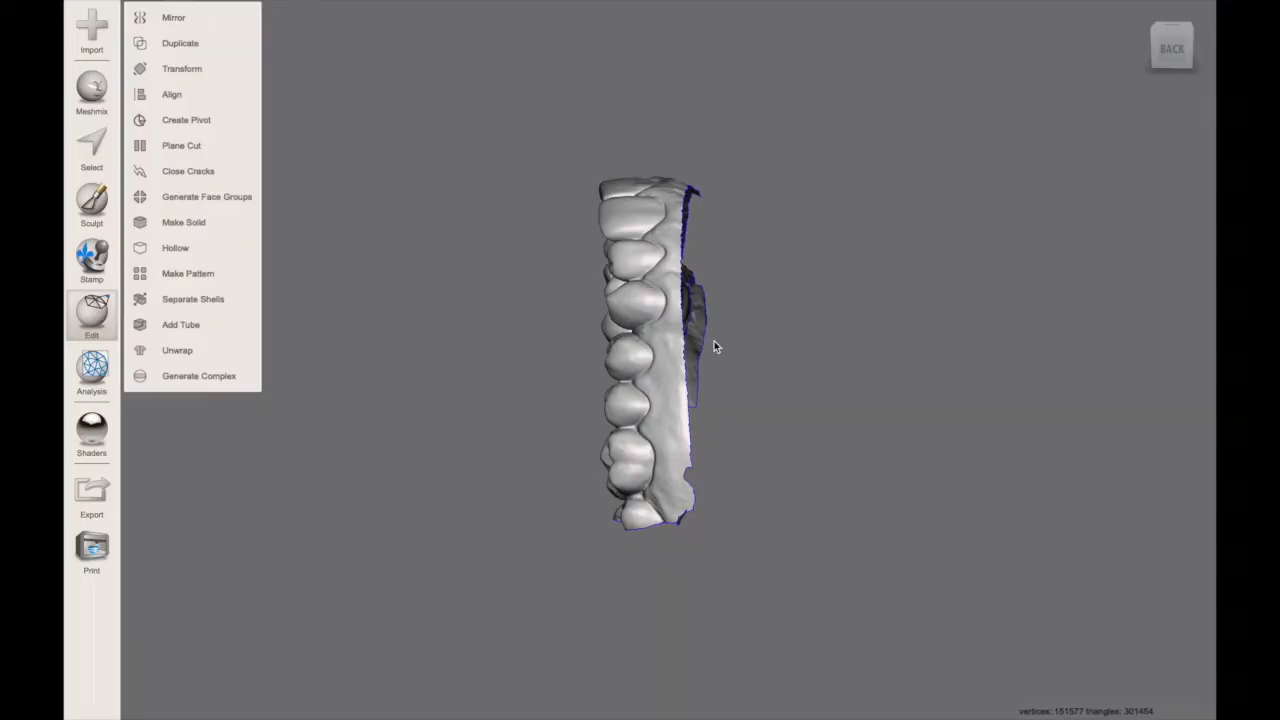 Import
Meshmix
Select
Sculpt
Stamp
Edit
Analysis
Shaders
Export
Print
Mirror
Duplicate
Transform
Align
Create Pivot
Plane Cut
Close Cracks
Generate Face Groups
Make Solid
Hollow
Make Pattern
Separate Shells
Add Tube
Unwrap
Generate Complex
BACK
vertices: 151577 triangles: 301454